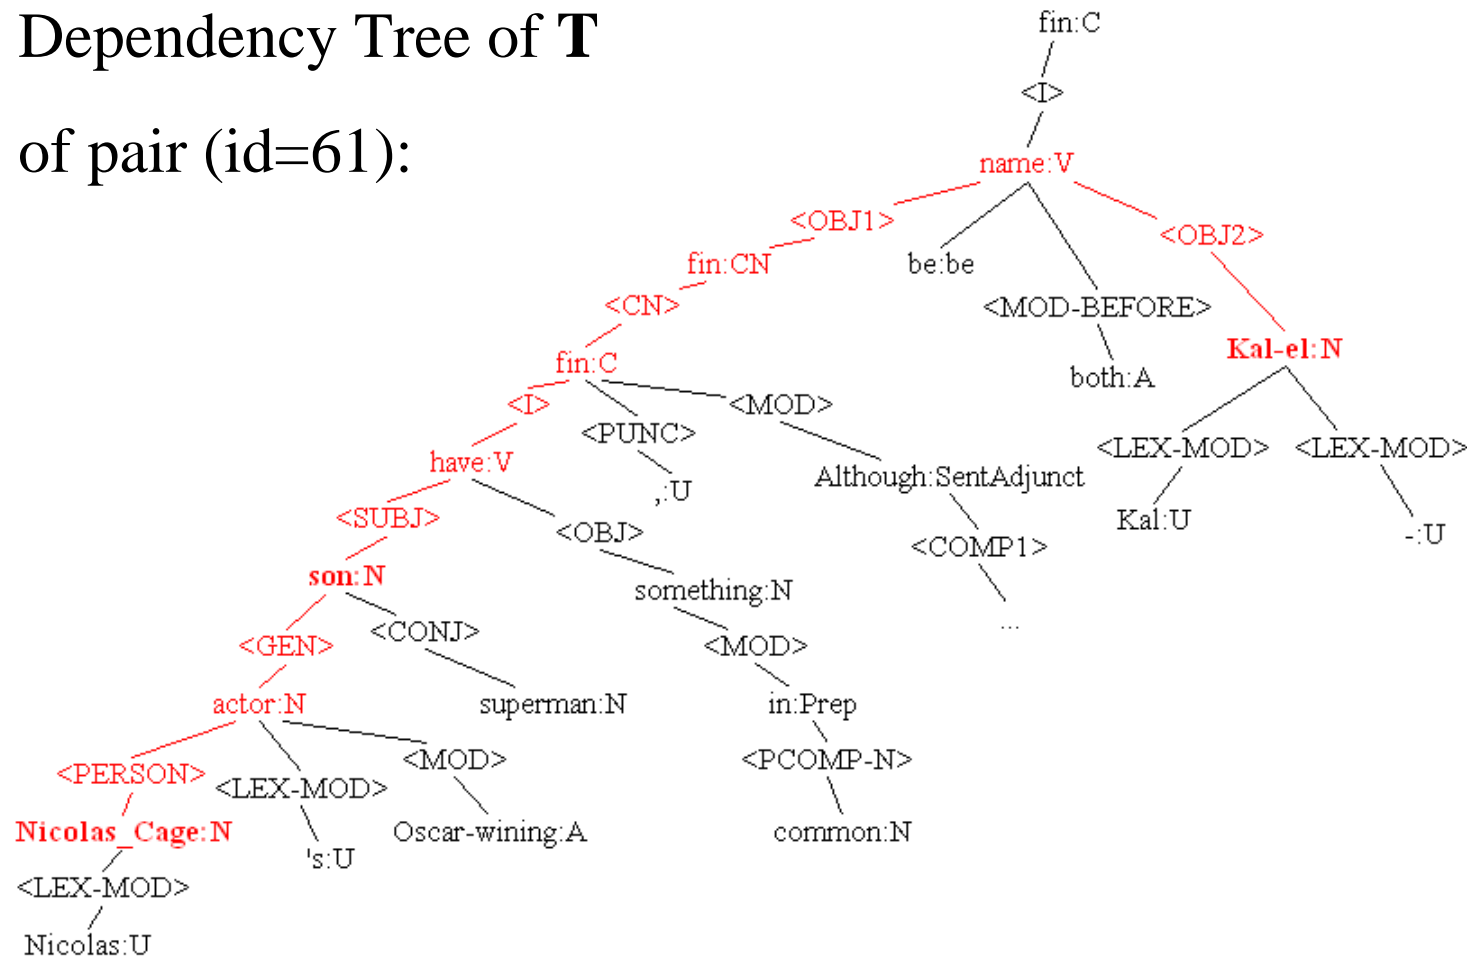 Dependency Tree of T
of pair (id=61):
fin:C
<I>
name:V
<OBJ1>
<OBJ2>
fin:CN
be:be
<CN>
<MOD-BEFORE>
Kal-el:N
fin:C
both:A
<I>
<MOD>
<PUNC>
<LEX-MOD>
<LEX-MOD>
have:V
Although:SentAdjunct
,:U
<SUBJ>
Kal:U
<OBJ>
-:U
<COMP1>
son:N
something:N
...
<CONJ>
<GEN>
<MOD>
actor:N
superman:N
in:Prep
<MOD>
<PCOMP-N>
<PERSON>
<LEX-MOD>
Nicolas_Cage:N
Oscar-wining:A
common:N
's:U
<LEX-MOD>
Nicolas:U